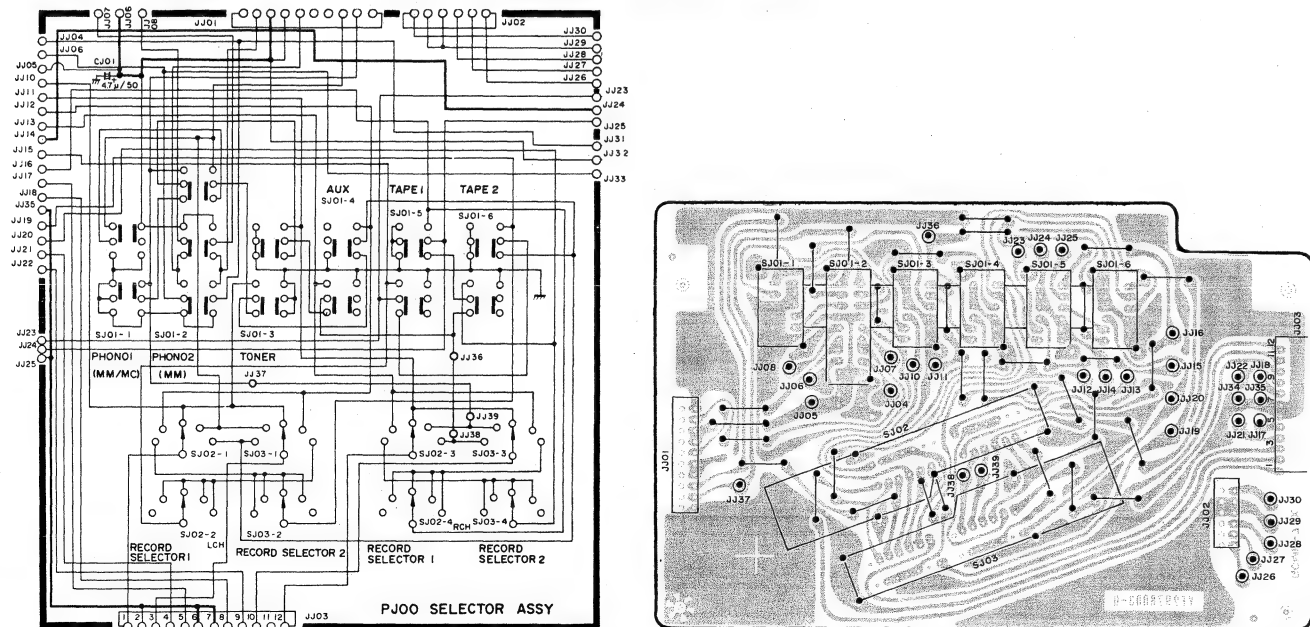 JJ07
JJ06
JJ08
JJ01
JJ02
JJ04
JJ06
JJ05
CJ01
JJ10
4.7μ/50
JJ11
JJ12
JJ13
JJ14
JJ15
JJ16
JJ17
JJ18
JJ35
JJ19
JJ20
JJ21
JJ22
JJ23
JJ24
JJ25
JJ30
JJ29
JJ28
JJ27
JJ26
JJ23
JJ24
JJ25
JJ31
JJ32
JJ33
AUX
SJ01-4
TAPE 1
SJ01-5
TAPE 2
SJ01-6
SJ01-1
SJ01-2
SJ01-3
PHONO1
(MM/MC)
PHONO2
(MM)
TONER
JJ37
JJ36
JJ39
JJ38
SJ02-1
SJ03-1
SJ02-3
SJ03-3
SJ02-2
LCH
SJ03-2
SJ02-4
RCH
SJ03-4
RECORD
SELECTOR 1
RECORD SELECTOR 2
RECORD
SELECTOR 1
RECORD
SELECTOR 2
1 2 3 4 5 6 7 8 9 10 11 12
JJ03
PJ00 SELECTOR ASSY
JJ36
JJ23
JJ24
JJ25
SJ01-1
SJ01-2
SJ01-3
SJ01-4
SJ01-5
SJ01-6
JJ08
JJ06
JJ05
JJ07
JJ10
JJ11
JJ04
JJ12
JJ14
JJ13
JJ16
JJ15
JJ20
JJ19
JJ22
JJ18
JJ34
JJ35
JJ21
JJ17
JJ03
JJ01
SJ02
JJ37
JJ38
JJ39
SJ03
JJ02
JJ30
JJ29
JJ28
JJ27
JJ26